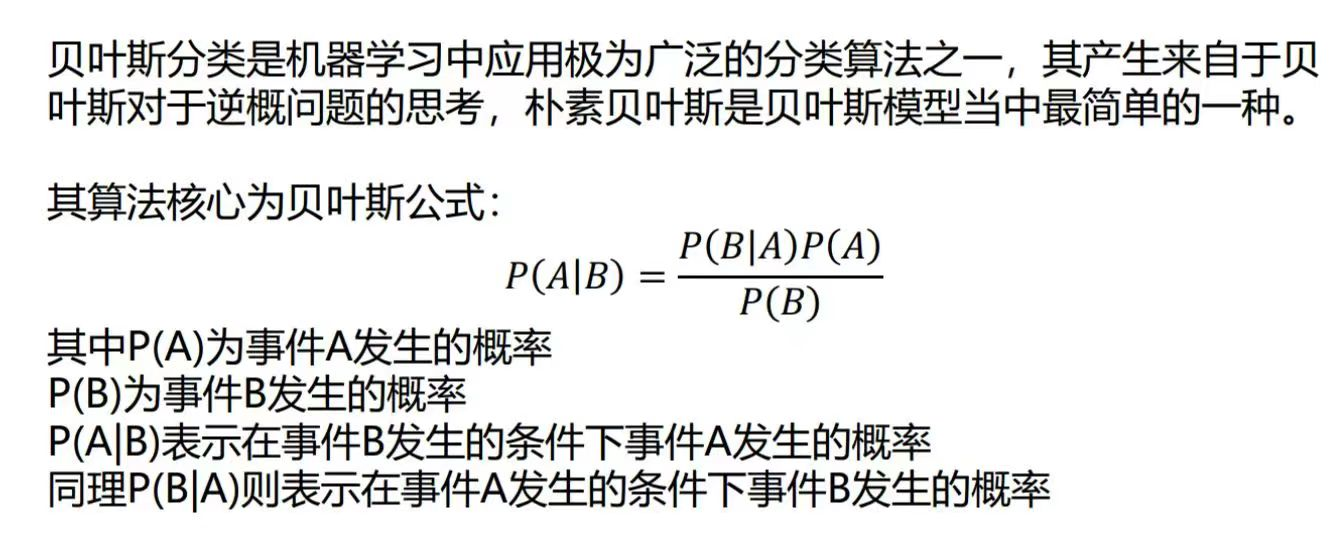 贝叶斯分类是机器学习中应用极为广泛的分类算法之一，其产生来自于贝
叶斯对于逆概问题的思考，朴素贝叶斯是贝叶斯模型当中最简单的一种。
其算法核心为贝叶斯公式：
P(A|B) = P(B|A)P(A) / P(B)
其中P(A)为事件A发生的概率
P(B)为事件B发生的概率
P(A|B)表示在事件B发生的条件下事件A发生的概率
同理P(B|A)则表示在事件A发生的条件下事件B发生的概率